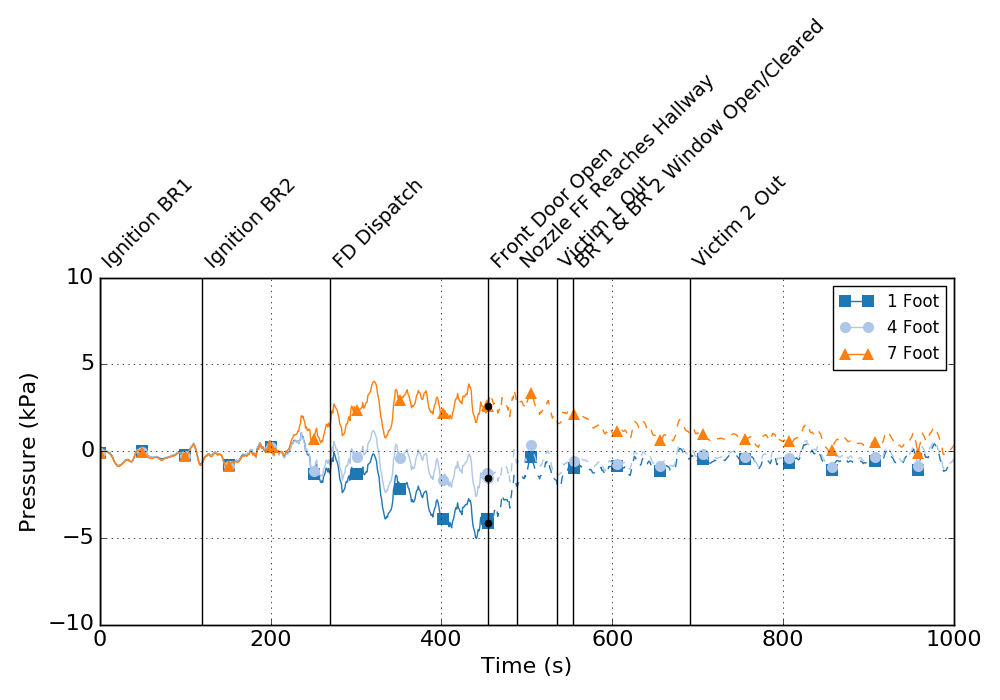 Ignition BR1
Ignition BR2
FD Dispatch
Front Door Open
Nozzle FF Reaches Hallway
Victim 1 Out
BR 1 & BR 2 Window Open/Cleared
Victim 2 Out
10
5
0
−5
−10
Pressure (kPa)
1 Foot
4 Foot
7 Foot
0 200 400 600 800 1000
Time (s)